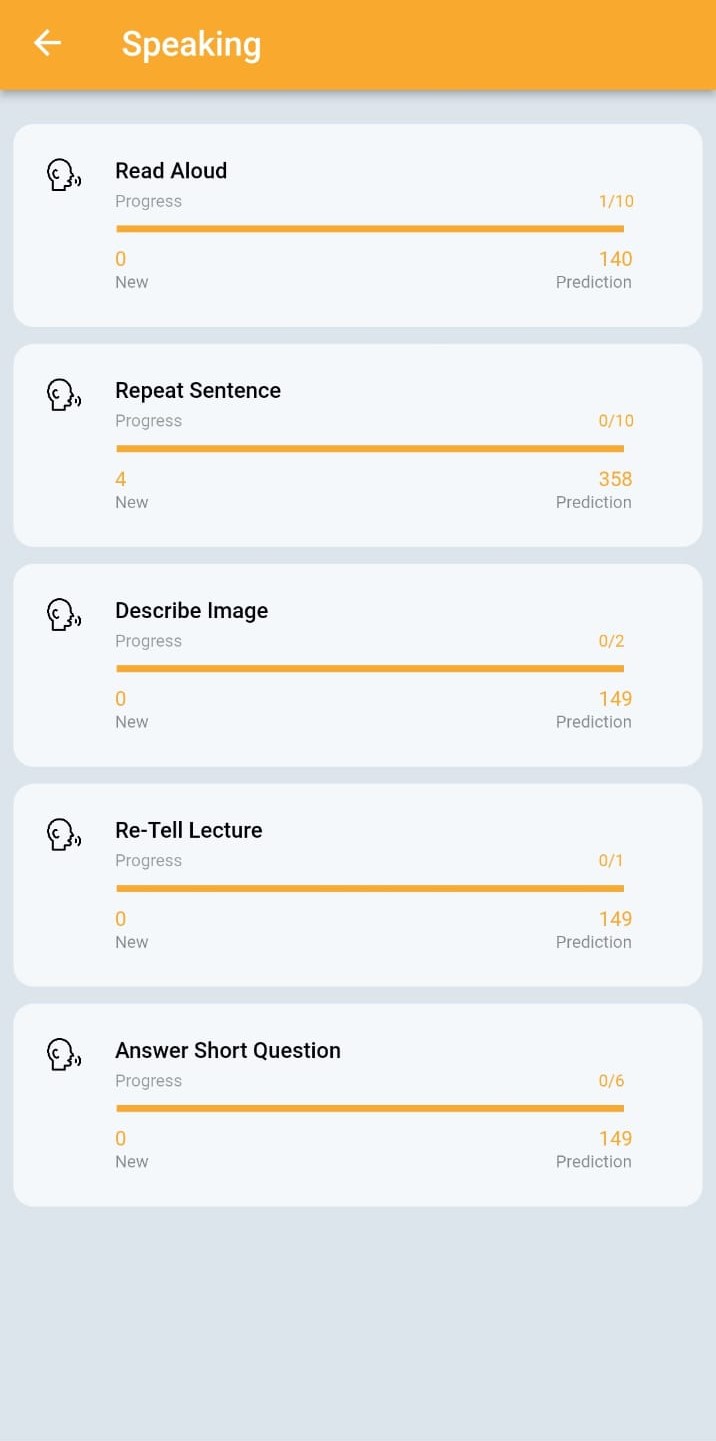 Speaking
Read Aloud
Progress 1/10
0 140
New Prediction
Repeat Sentence
Progress 0/10
4 358
New Prediction
Describe Image
Progress 0/2
0 149
New Prediction
Re-Tell Lecture
Progress 0/1
0 149
New Prediction
Answer Short Question
Progress 0/6
0 149
New Prediction